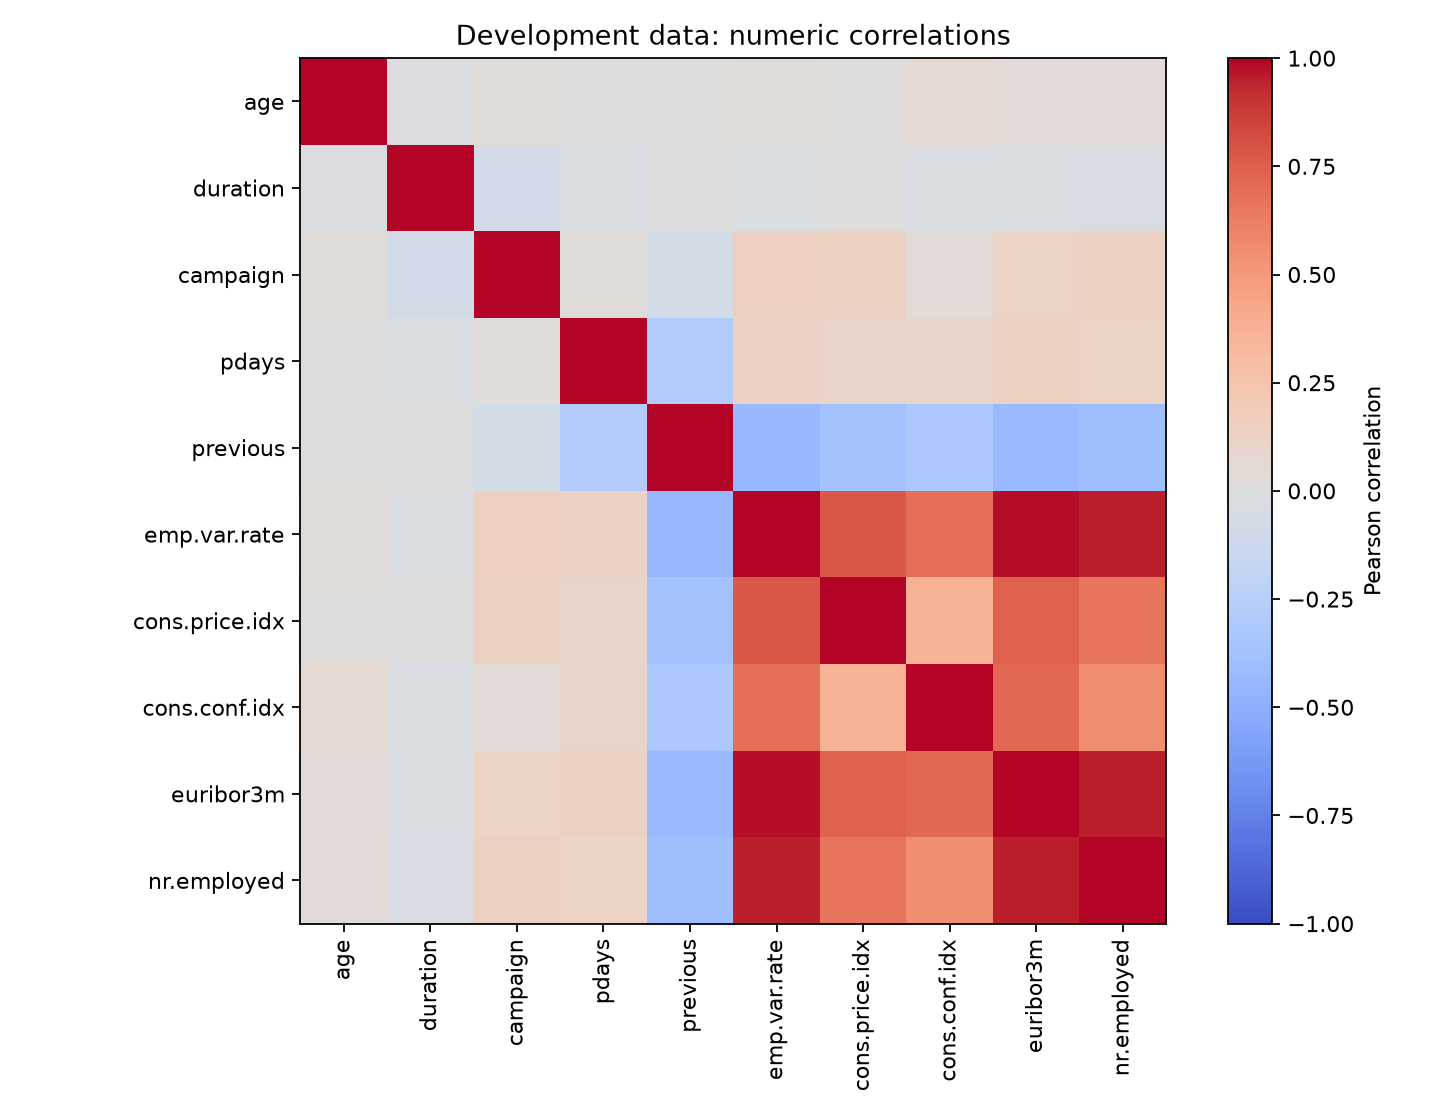 Development data: numeric correlations
age
duration
campaign
pdays
previous
emp.var.rate
cons.price.idx
cons.conf.idx
euribor3m
nr.employed
age
duration
campaign
pdays
previous
emp.var.rate
cons.price.idx
cons.conf.idx
euribor3m
nr.employed
1.00
0.75
0.50
0.25
0.00
−0.25
−0.50
−0.75
−1.00
Pearson correlation